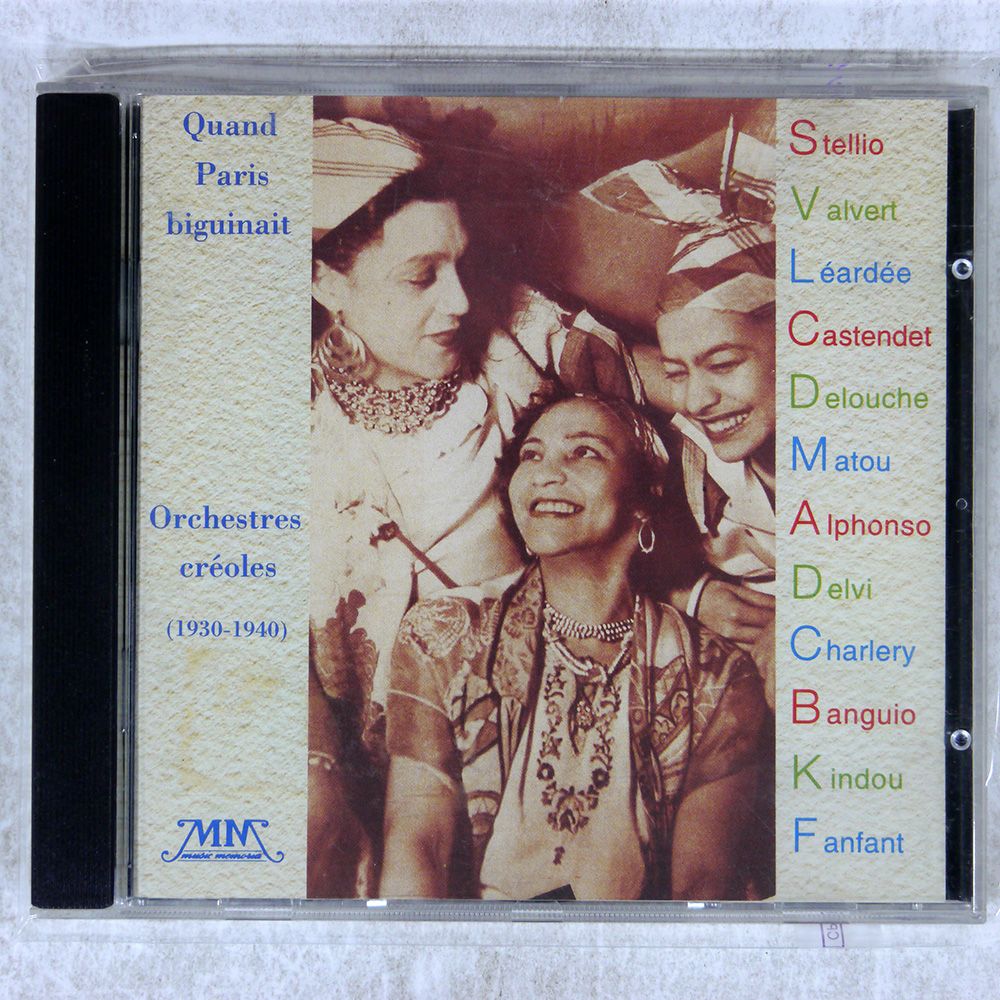 Quand
Paris
biguinait
Orchestres
créoles
(1930-1940)
MM
music memoria
Stellio
Valvert
Léardée
Castendet
Delouche
Matou
Alphonso
Delvi
Charlery
Banguio
Kindou
Fanfant